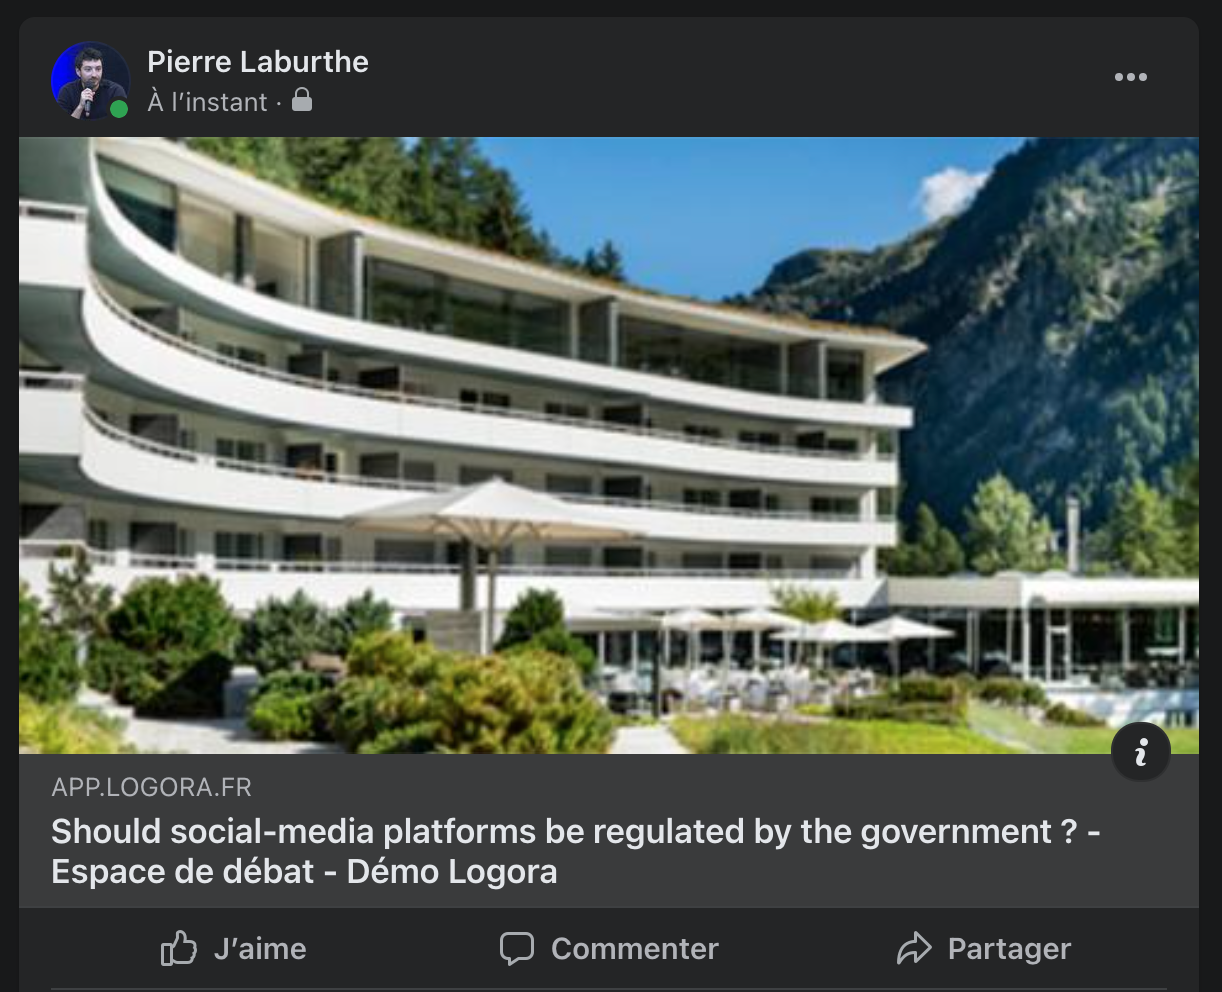 Pierre Laburthe
À l’instant ·
APP.LOGORA.FR
Should social-media platforms be regulated by the government ? -
Espace de débat - Démo Logora
J’aime
Commenter
Partager